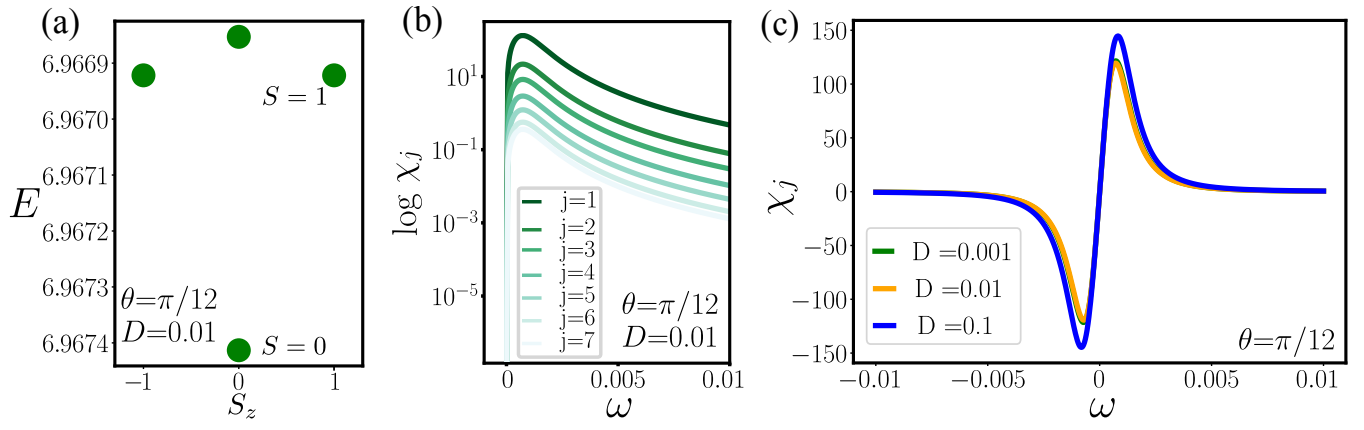 (a)
6.9669
6.9670
6.9671
6.9672
6.9673
6.9674
E
S = 1
S = 0
θ=π/12
D=0.01
−1 0 1
S_z
(b)
10^1
10^−1
10^−3
10^−5
log χ_j
j=1
j=2
j=3
j=4
j=5
j=6
j=7
θ=π/12
D=0.01
0 0.005 0.01
ω
(c)
150
100
50
0
−50
−100
−150
χ_j
D =0.001
D =0.01
D =0.1
θ=π/12
−0.01 −0.005 0 0.005 0.01
ω